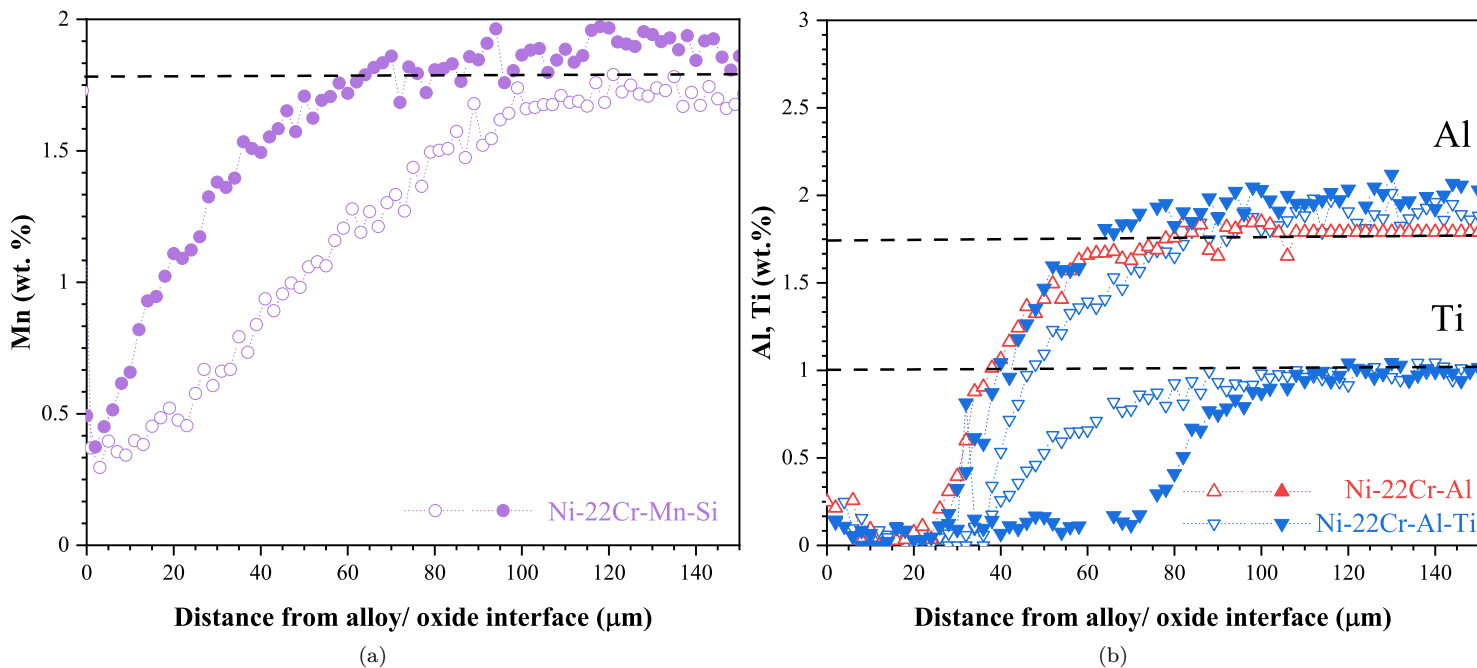 2
1.5
1
0.5
0
Mn (wt. %)
Ni-22Cr-Mn-Si
0 20 40 60 80 100 120 140
Distance from alloy/ oxide interface (μm)
(a)
3
2.5
2
1.5
1
0.5
0
Al, Ti (wt.%)
Al
Ti
Ni-22Cr-Al
Ni-22Cr-Al-Ti
0 20 40 60 80 100 120 140
Distance from alloy/ oxide interface (μm)
(b)